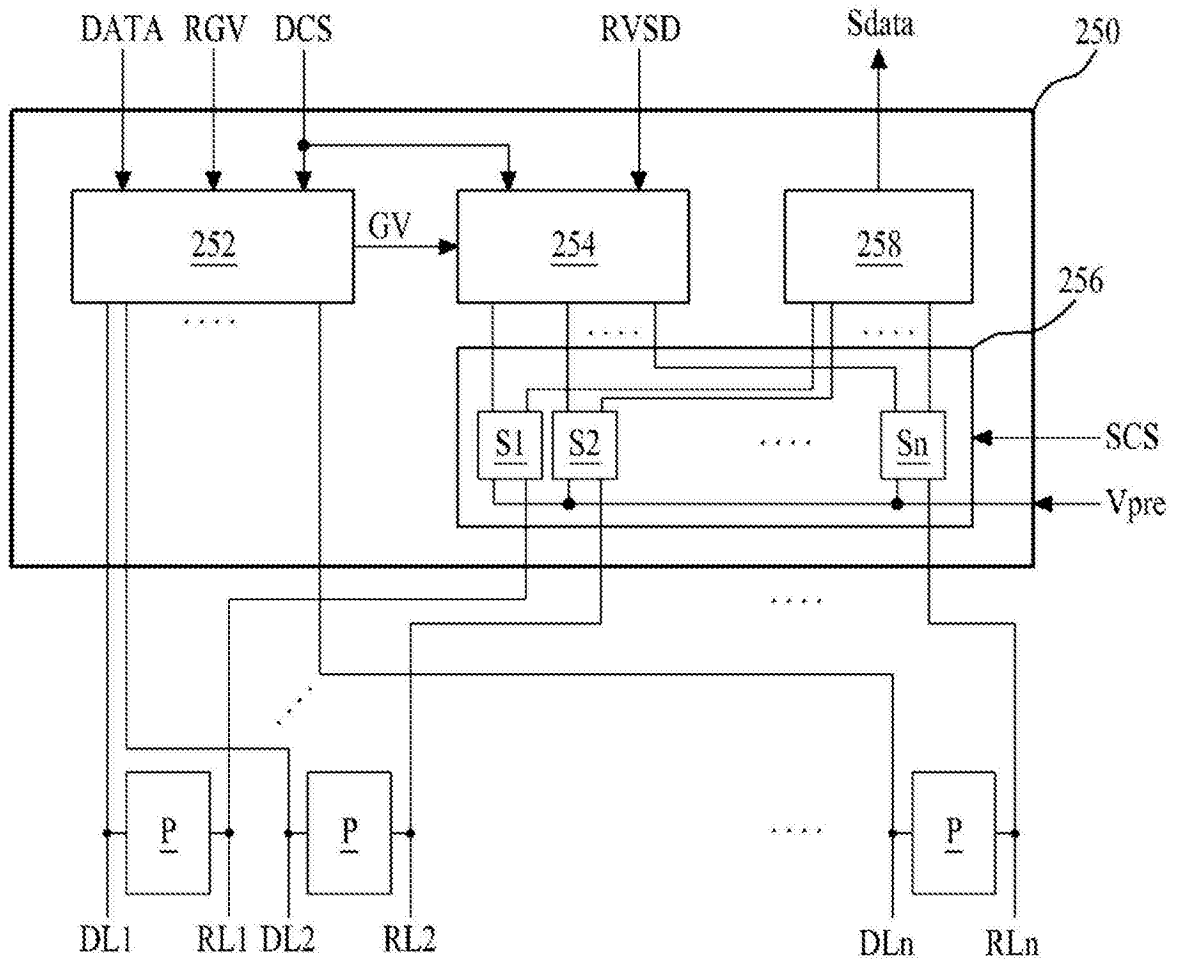 DATA RGV DCS RVSD Sdata 250
252 GV 254 258
256
S1 S2 Sn SCS
Vpre
P P P
DL1 RL1 DL2 RL2 DLn RLn